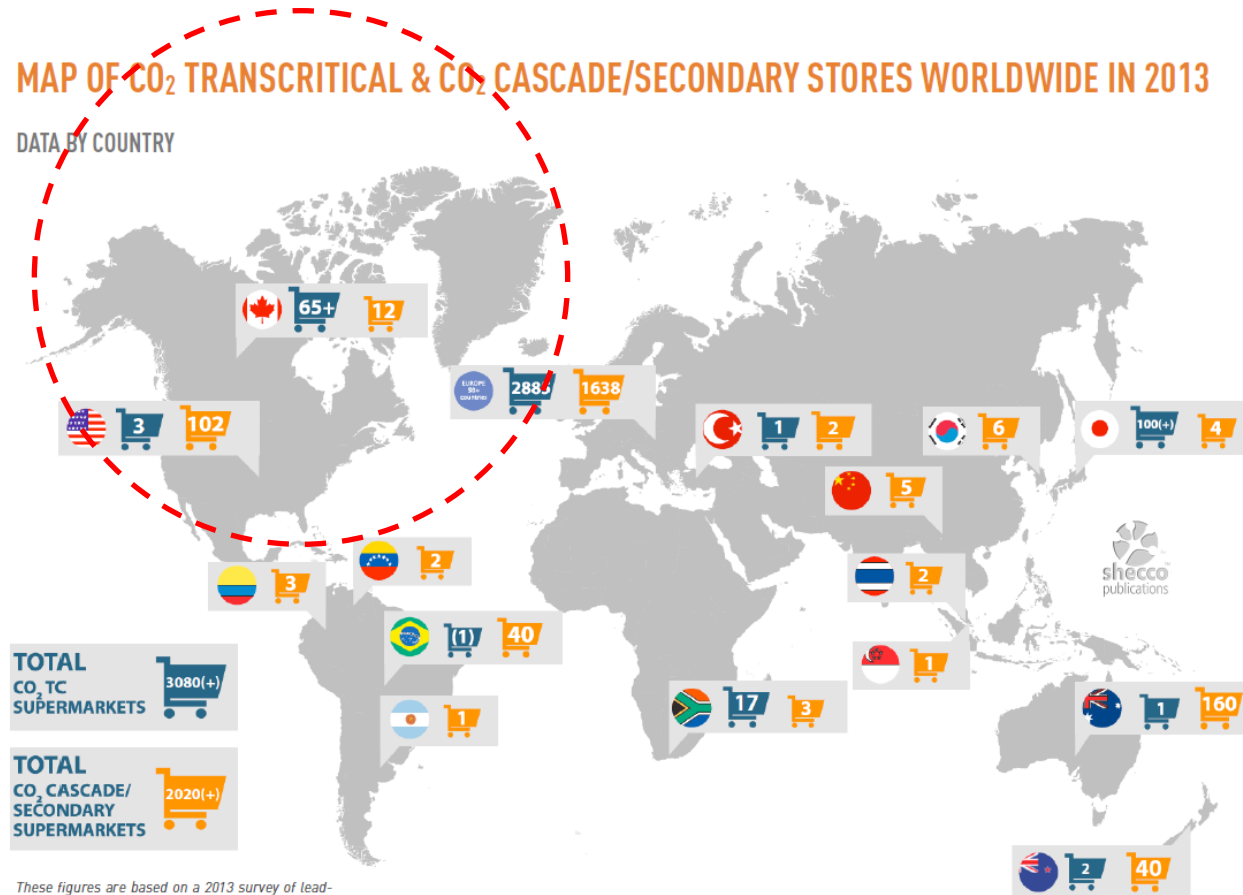 MAP OF CO₂ TRANSCRITICAL & CO₂ CASCADE/SECONDARY STORES WORLDWIDE IN 2013
DATA BY COUNTRY
65+ 12
3 102
EUROPE
30+
COUNTRIES
2885 1638
1 2
6
100(+) 4
5
shecco
publications
2
3
2
(1) 40
1
1
17 3
1 160
2 40
TOTAL
CO₂ TC
SUPERMARKETS
3080(+)
TOTAL
CO₂ CASCADE/
SECONDARY
SUPERMARKETS
2020(+)
These figures are based on a 2013 survey of lead-